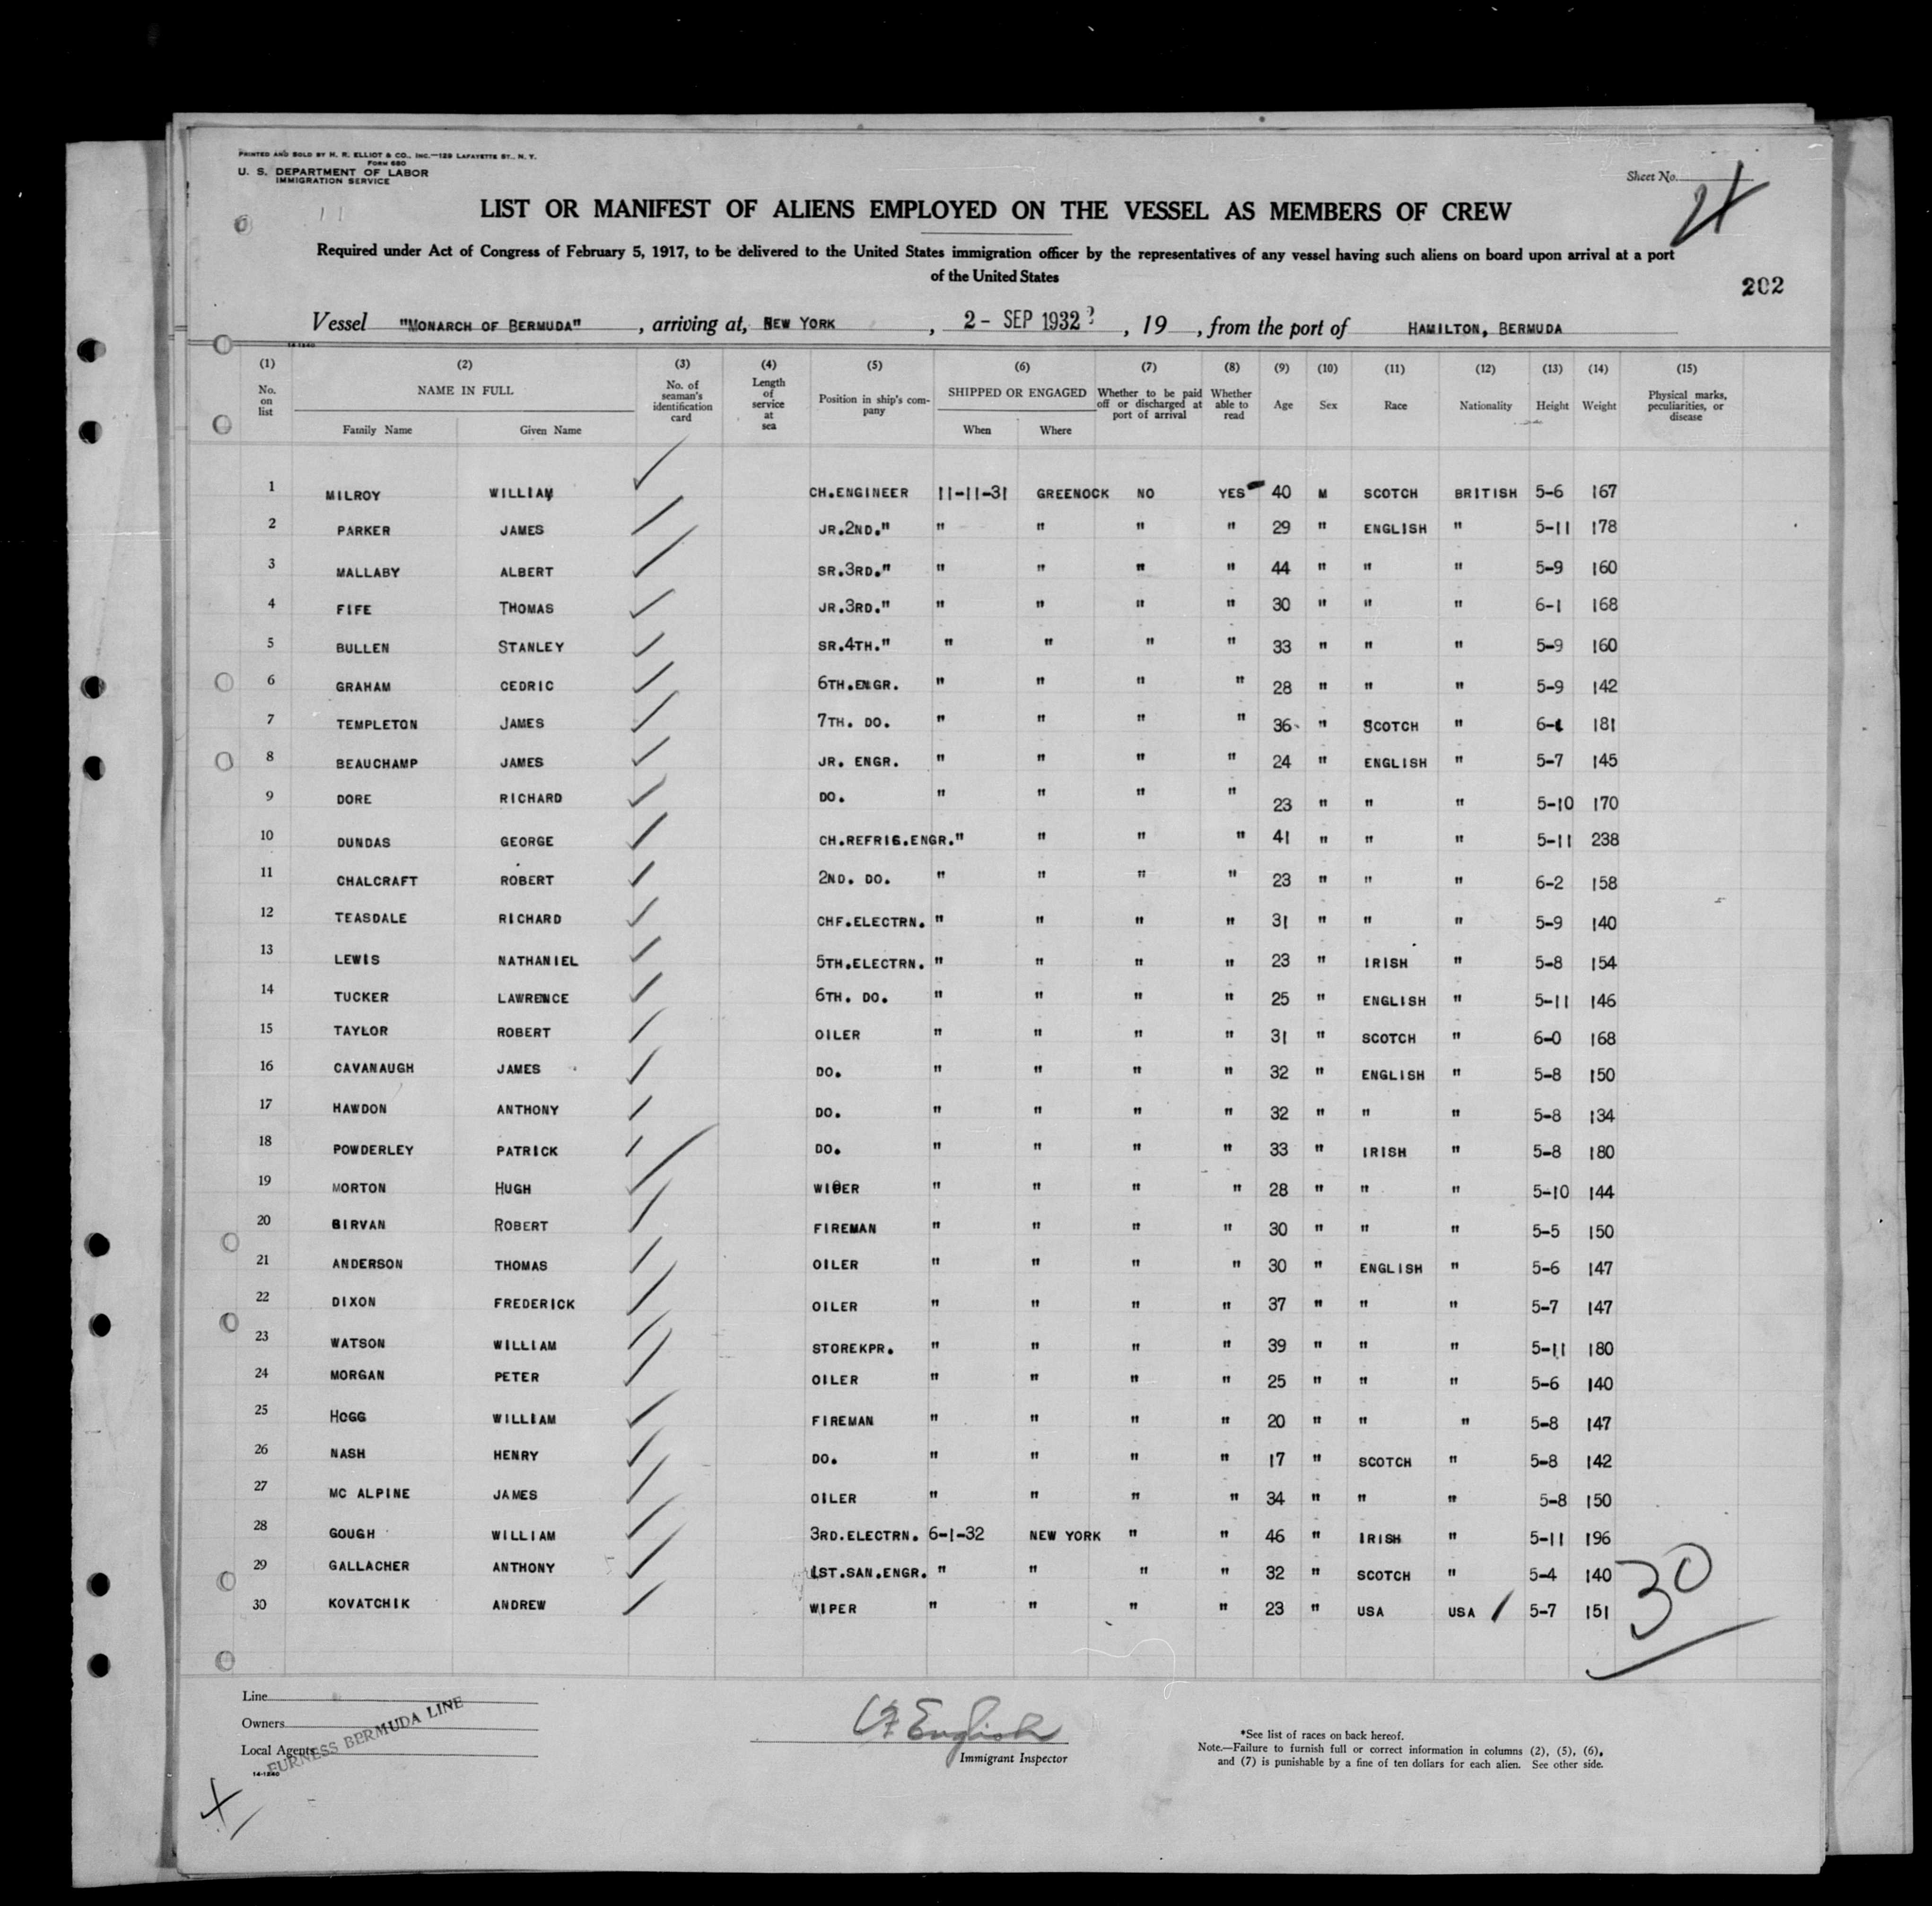 PRINTED AND SOLD BY H. R. ELLIOT & CO., INC.—129 LAFAYETTE ST., N. Y.
FORM 680
U. S. DEPARTMENT OF LABOR
IMMIGRATION SERVICE
Sheet No.
LIST OR MANIFEST OF ALIENS EMPLOYED ON THE VESSEL AS MEMBERS OF CREW
Required under Act of Congress of February 5, 1917, to be delivered to the United States immigration officer by the representatives of any vessel having such aliens on board upon arrival at a port
of the United States
202
Vessel "MONARCH OF BERMUDA", arriving at, NEW YORK, 2 - SEP 1932, 19, from the port of HAMILTON, BERMUDA
14-1240
(1) (2) (3) (4) (5) (6) (7) (8) (9) (10) (11) (12) (13) (14) (15)
No. on list NAME IN FULL Family Name Given Name No. of seaman's identification card Length of service at sea Position in ship's company SHIPPED OR ENGAGED When Where Whether to be paid off or discharged at port of arrival Whether able to read Age Sex Race Nationality Height Weight Physical marks, peculiarities, or disease
1 MILROY WILLIAM CH.ENGINEER 11-11-31 GREENOCK NO YES 40 M SCOTCH BRITISH 5-6 167
2 PARKER JAMES JR.2ND." " " " " 29 " ENGLISH " 5-11 178
3 MALLABY ALBERT SR.3RD." " " " " 44 " " " 5-9 160
4 FIFE THOMAS JR.3RD." " " " " 30 " " " 6-1 168
5 BULLEN STANLEY SR.4TH." " " " " 33 " " " 5-9 160
6 GRAHAM CEDRIC 6TH.ENGR. " " " " 28 " " " 5-9 142
7 TEMPLETON JAMES 7TH. DO. " " " " 36 " SCOTCH " 6-1 181
8 BEAUCHAMP JAMES JR. ENGR. " " " " 24 " ENGLISH " 5-7 145
9 DORE RICHARD DO. " " " " 23 " " " 5-10 170
10 DUNDAS GEORGE CH.REFRIG.ENGR." " " " 41 " " " 5-11 238
11 CHALCRAFT ROBERT 2ND. DO. " " " " 23 " " " 6-2 158
12 TEASDALE RICHARD CHF.ELECTRN. " " " " 31 " " " 5-9 140
13 LEWIS NATHANIEL 5TH.ELECTRN. " " " " 23 " IRISH " 5-8 154
14 TUCKER LAWRENCE 6TH. DO. " " " " 25 " ENGLISH " 5-11 146
15 TAYLOR ROBERT OILER " " " " 31 " SCOTCH " 6-0 168
16 CAVANAUGH JAMES DO. " " " " 32 " ENGLISH " 5-8 150
17 HAWDON ANTHONY DO. " " " " 32 " " " 5-8 134
18 POWDERLEY PATRICK DO. " " " " 33 " IRISH " 5-8 180
19 MORTON HUGH WIPER " " " " 28 " " " 5-10 144
20 GIRVAN ROBERT FIREMAN " " " " 30 " " " 5-5 150
21 ANDERSON THOMAS OILER " " " " 30 " ENGLISH " 5-6 147
22 DIXON FREDERICK OILER " " " " 37 " " " 5-7 147
23 WATSON WILLIAM STOREKPR. " " " " 39 " " " 5-11 180
24 MORGAN PETER OILER " " " " 25 " " " 5-6 140
25 HOGG WILLIAM FIREMAN " " " " 20 " " " 5-8 147
26 NASH HENRY DO. " " " " 17 " SCOTCH " 5-8 142
27 MC ALPINE JAMES OILER " " " " 34 " " " 5-8 150
28 GOUGH WILLIAM 3RD.ELECTRN. 6-1-32 NEW YORK " " 46 " IRISH " 5-11 196
29 GALLACHER ANTHONY 1ST.SAN.ENGR. " " " " 32 " SCOTCH " 5-4 140
30 KOVATCHIK ANDREW WIPER " " " " 23 " USA USA 5-7 151
30
Line
Owners
Local Agents
FURNESS BERMUDA LINE
14-1240
English
Immigrant Inspector
*See list of races on back hereof.
Note.—Failure to furnish full or correct information in columns (2), (5), (6),
and (7) is punishable by a fine of ten dollars for each alien. See other side.